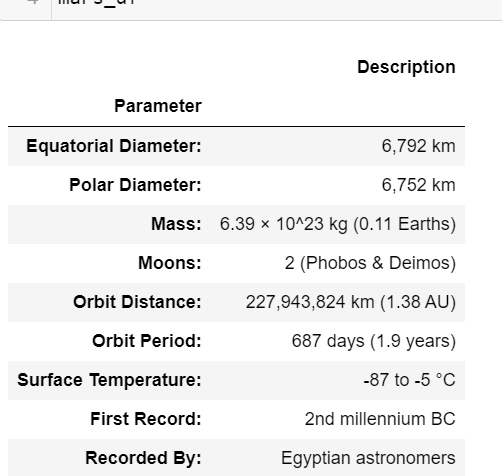 Description
Parameter
Equatorial Diameter: 6,792 km
Polar Diameter: 6,752 km
Mass: 6.39 × 10^23 kg (0.11 Earths)
Moons: 2 (Phobos & Deimos)
Orbit Distance: 227,943,824 km (1.38 AU)
Orbit Period: 687 days (1.9 years)
Surface Temperature: -87 to -5 °C
First Record: 2nd millennium BC
Recorded By: Egyptian astronomers